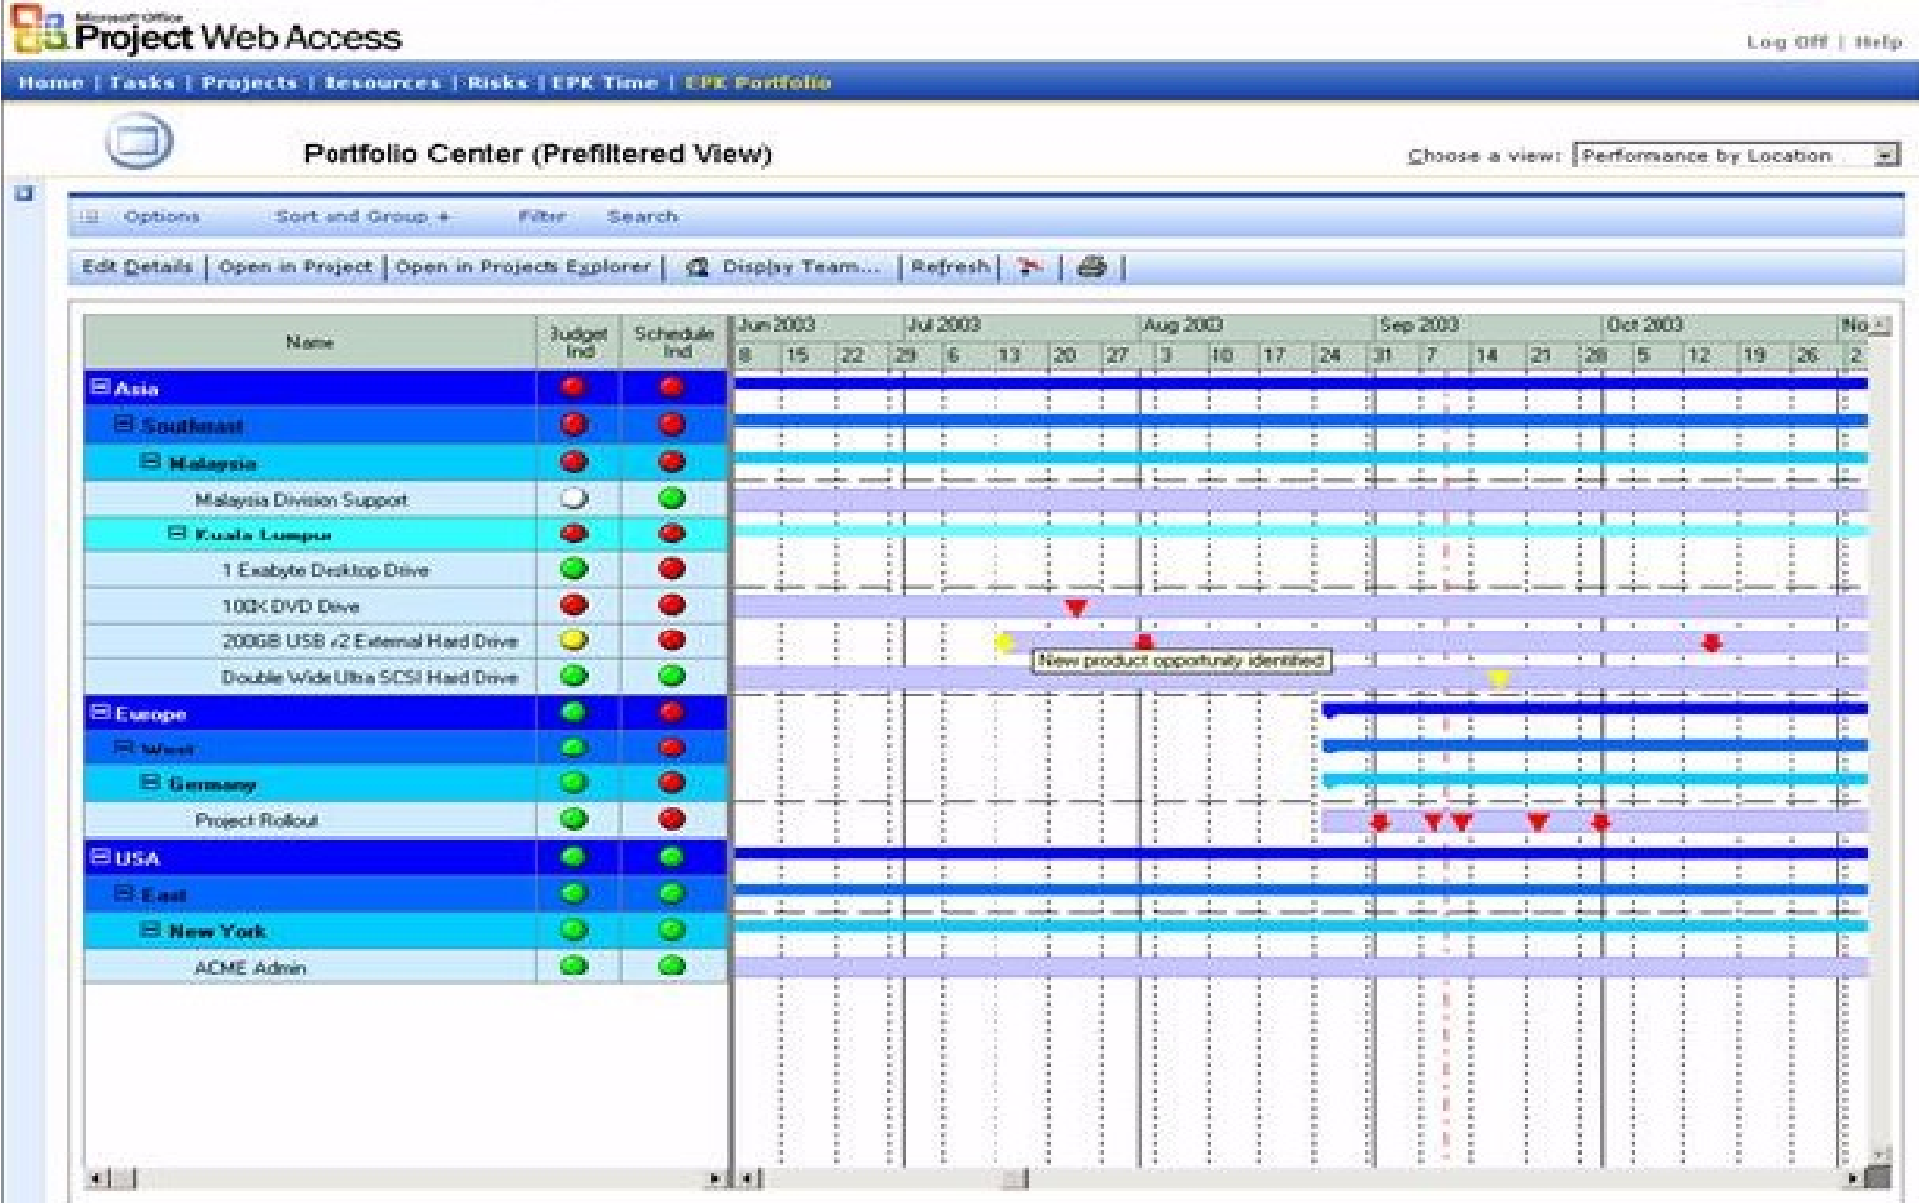 Microsoft Office
Project Web Access
Log Off | Help
Home | Tasks | Projects | Resources | Risks | EPK Time | EPK Portfolio
Portfolio Center (Prefiltered View)
Choose a view: Performance by Location
Options Sort and Group Filter Search
Edit Details | Open in Project | Open in Projects Explorer | Display Team... | Refresh
Name Budget Ind Schedule Ind
Jun 2003 Jul 2003 Aug 2003 Sep 2003 Oct 2003 No
8 15 22 29 6 13 20 27 3 10 17 24 31 7 14 21 28 5 12 19 26 2
Asia
Southeast
Malaysia
Malaysia Division Support
Kuala Lumpur
1 Exabyte Desktop Drive
100X DVD Drive
200GB USB v2 External Hard Drive
New product opportunity identified
Double Wide Ultra SCSI Hard Drive
Europe
West
Germany
Project Rollout
USA
East
New York
ACME Admin